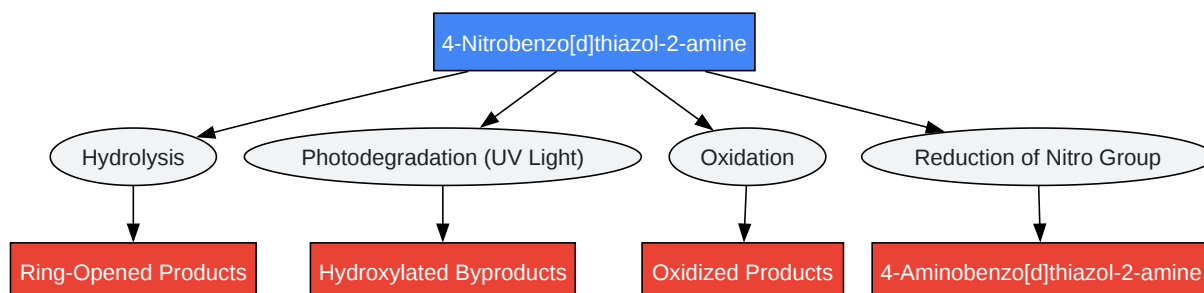 4-Nitrobenzo[d]thiazol-2-amine
Hydrolysis
Photodegradation (UV Light)
Oxidation
Reduction of Nitro Group
Ring-Opened Products
Hydroxylated Byproducts
Oxidized Products
4-Aminobenzo[d]thiazol-2-amine